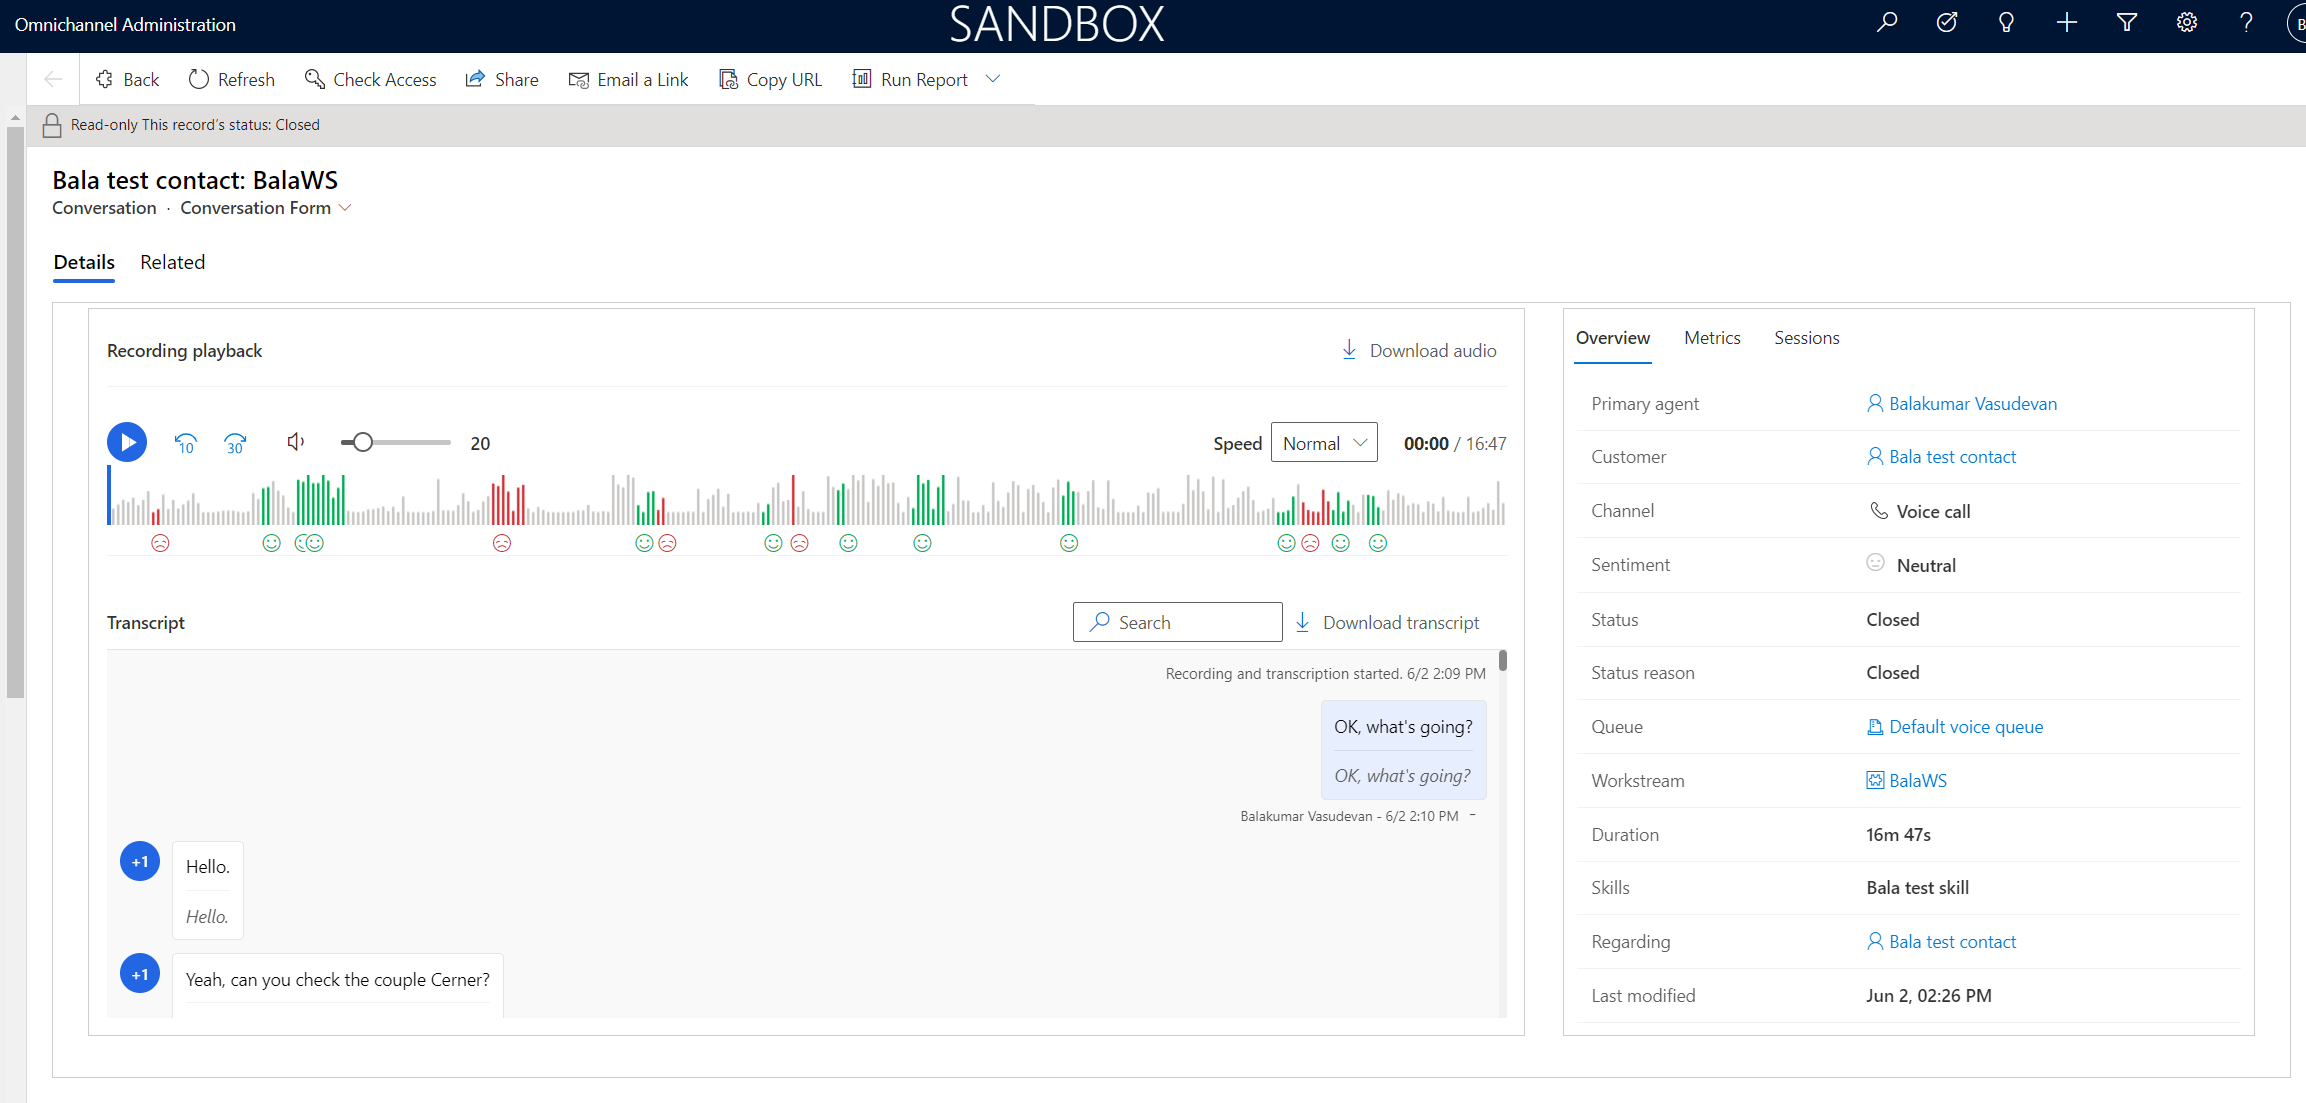 Omnichannel Administration
SANDBOX
B
Back
Refresh
Check Access
Share
Email a Link
Copy URL
Run Report
Read-only This record's status: Closed
Bala test contact: BalaWS
Conversation · Conversation Form
Details
Related
Recording playback
Download audio
10
30
20
Speed
Normal
00:00 / 16:47
Transcript
Search
Download transcript
Recording and transcription started. 6/2 2:09 PM
OK, what's going?
OK, what's going?
Balakumar Vasudevan - 6/2 2:10 PM -
+1
Hello.
Hello.
+1
Yeah, can you check the couple Cerner?
Overview
Metrics
Sessions
Primary agent
Balakumar Vasudevan
Customer
Bala test contact
Channel
Voice call
Sentiment
Neutral
Status
Closed
Status reason
Closed
Queue
Default voice queue
Workstream
BalaWS
Duration
16m 47s
Skills
Bala test skill
Regarding
Bala test contact
Last modified
Jun 2, 02:26 PM